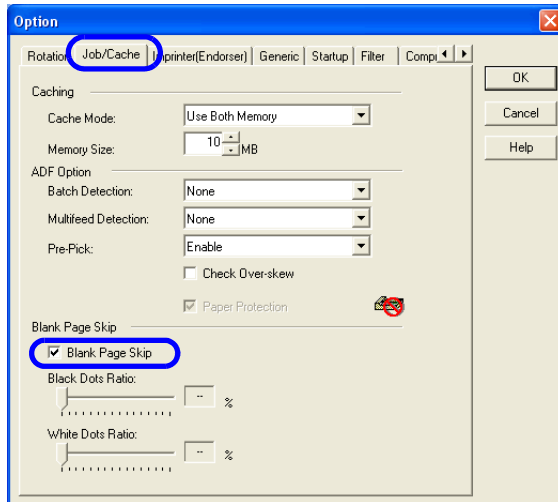 Option
Rotation Job/Cache Imprinter(Endorser) Generic Startup Filter Compr
OK
Caching
Cancel
Cache Mode: Use Both Memory
Help
Memory Size: 10 MB
ADF Option
Batch Detection: None
Multifeed Detection: None
Pre-Pick: Enable
Check Over-skew
Paper Protection
Blank Page Skip
Blank Page Skip
Black Dots Ratio:
-- %
White Dots Ratio:
-- %